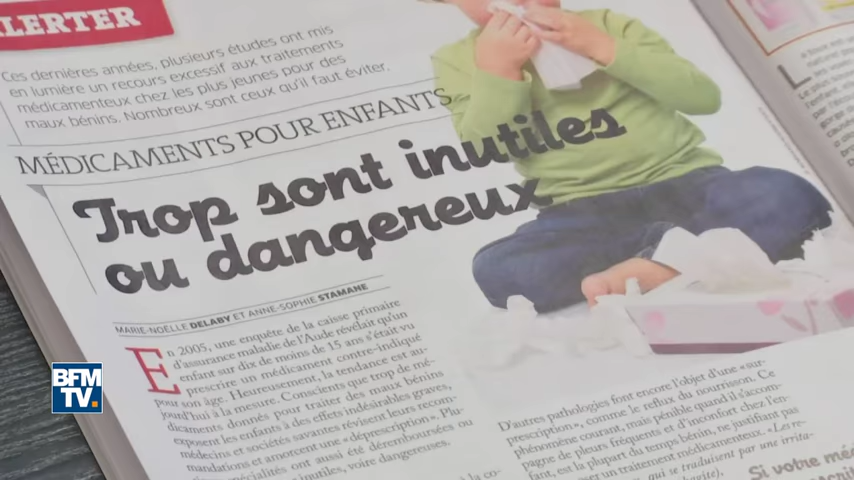 ALERTER
Ces dernières années, plusieurs études ont mis
en lumière un recours excessif aux traitements
médicamenteux chez les plus jeunes pour des
maux bénins. Nombreux sont ceux qu'il faut éviter.
MÉDICAMENTS POUR ENFANTS
Trop sont inutiles
ou dangereux
MARIE-NOËLLE DELABY ET ANNE-SOPHIE STAMANE
En 2005, une enquête de la caisse primaire
d'assurance maladie de l'Aude révélait qu'un
enfant sur dix de moins de 15 ans s'était vu
prescrire un médicament contre-indiqué
pour son âge. Heureusement, la tendance est au-
jourd'hui à la mesure. Conscients que trop de mé-
dicaments donnés pour traiter des maux bénins
exposent les enfants à des effets indésirables graves,
médecins et sociétés savantes révisent leurs recom-
mandations et amorcent une «déprescription». Plu-
spécialités ont aussi été déremboursées ou
inutiles, voire dangereuses.
D'autres pathologies font encore l'objet d'une «sur-
prescription», comme le reflux du nourrisson. Ce
phénomène courant, mais pénible quand il s'accom-
pagne de pleurs fréquents et d'inconfort chez l'en-
fant, est la plupart du temps bénin, ne justifiant pas
un traitement médicamenteux. «Les re-
qui se traduisent par une irrita-
Si votre mé
BFM
TV.